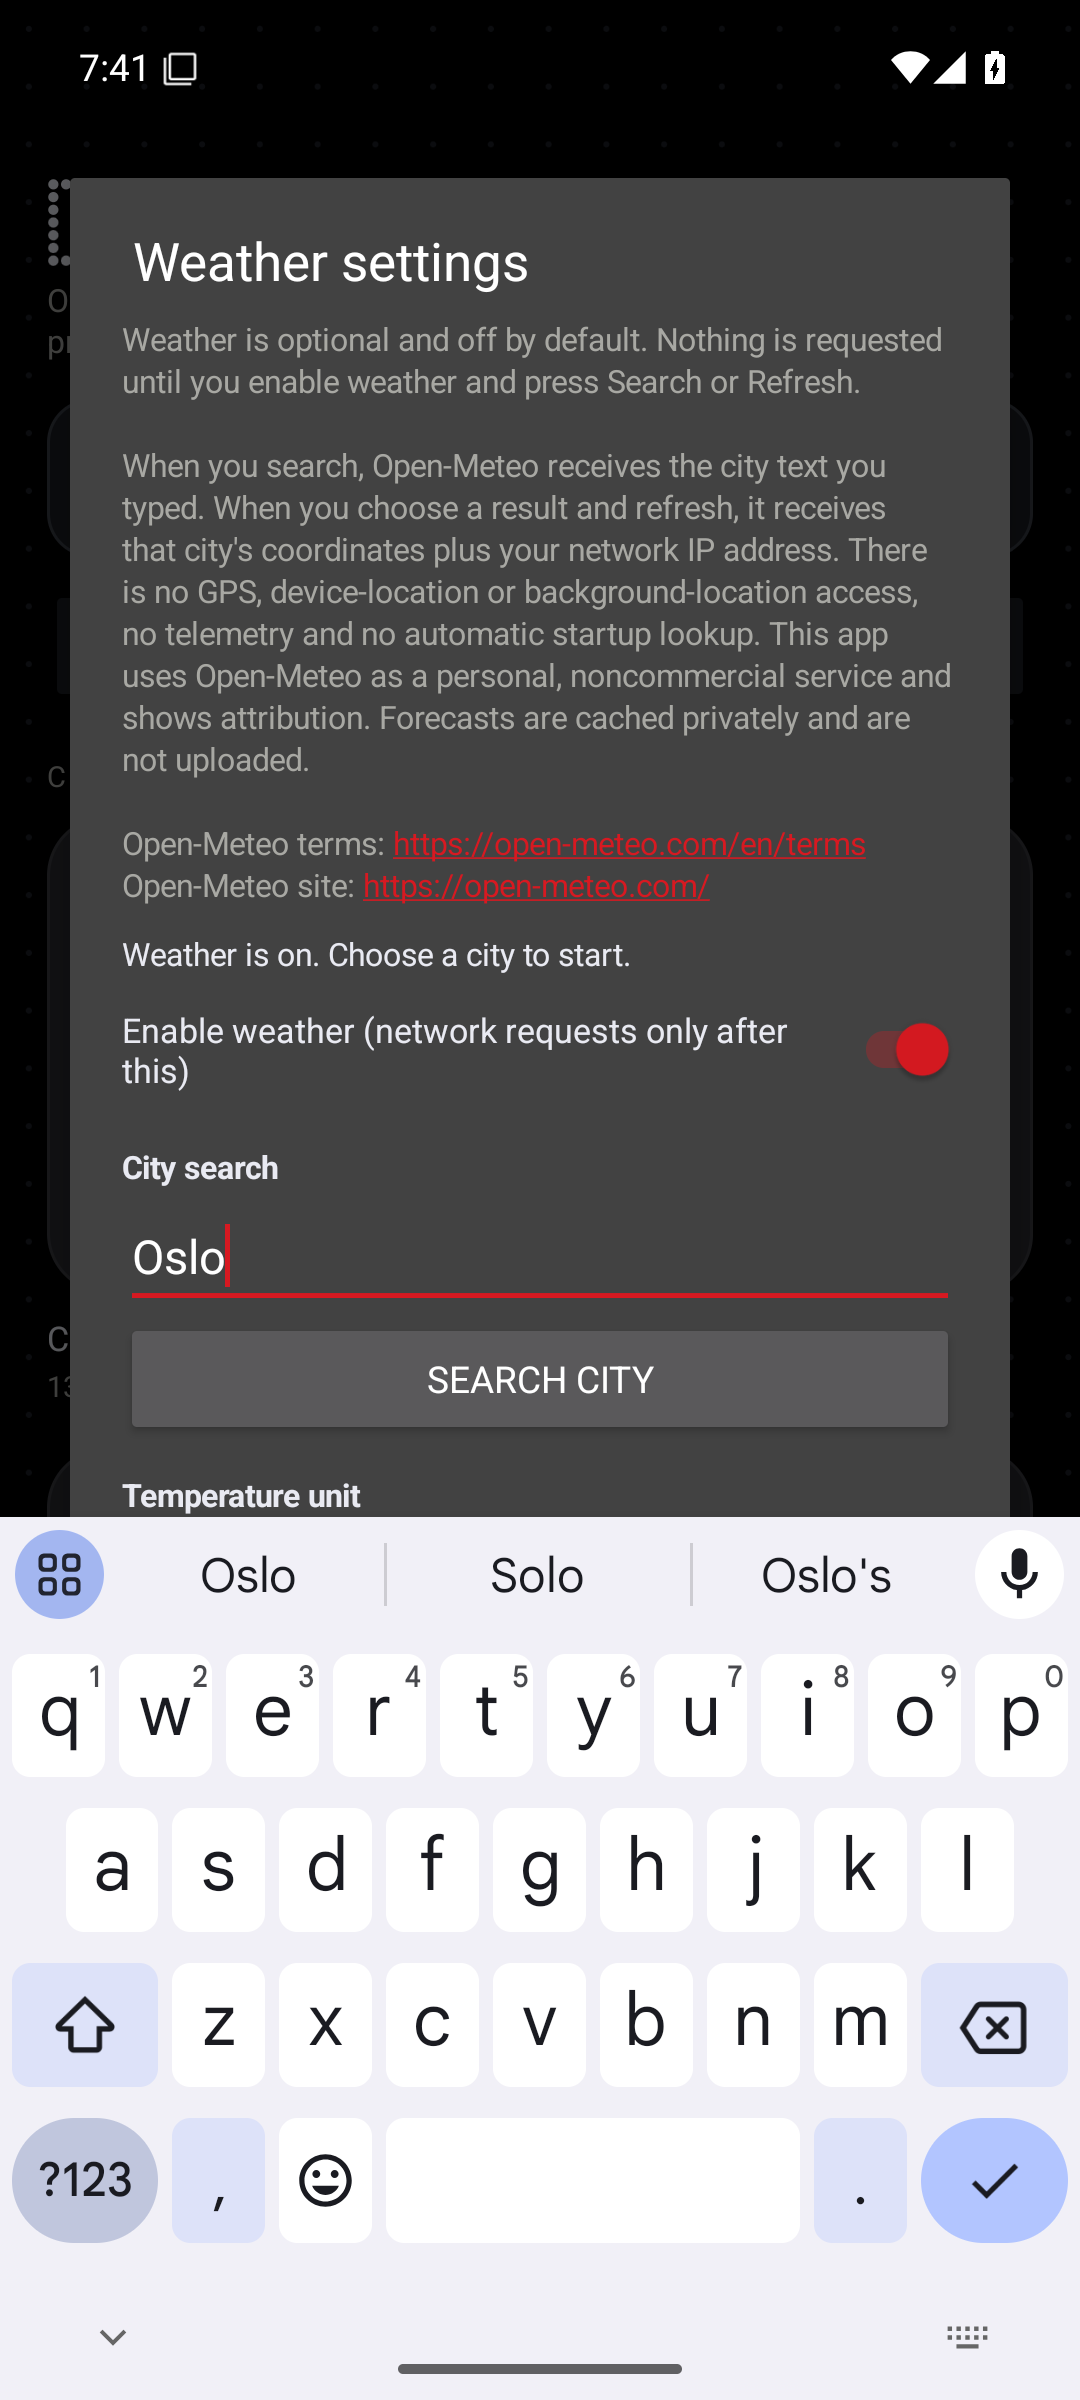 7:41
Weather settings
Weather is optional and off by default. Nothing is requested
until you enable weather and press Search or Refresh.
When you search, Open-Meteo receives the city text you
typed. When you choose a result and refresh, it receives
that city's coordinates plus your network IP address. There
is no GPS, device-location or background-location access,
no telemetry and no automatic startup lookup. This app
uses Open-Meteo as a personal, noncommercial service and
shows attribution. Forecasts are cached privately and are
not uploaded.
Open-Meteo terms: https://open-meteo.com/en/terms
Open-Meteo site: https://open-meteo.com/
Weather is on. Choose a city to start.
Enable weather (network requests only after
this)
City search
Oslo
SEARCH CITY
Temperature unit
Oslo Solo Oslo's
q 1 w 2 e 3 r 4 t 5 y 6 u 7 i 8 o 9 p 0
a s d f g h j k l
z x c v b n m
?123 , .